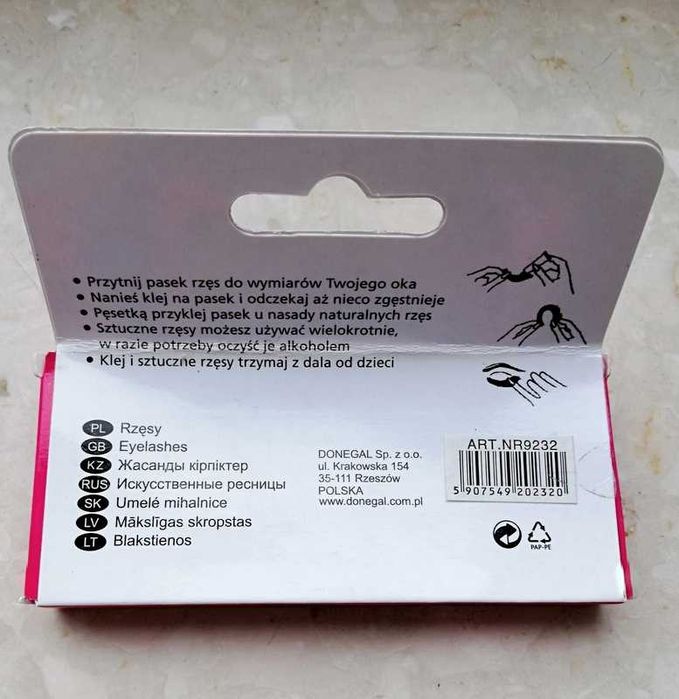 • Przytnij pasek rzęs do wymiarów Twojego oka
• Nanieś klej na pasek i odczekaj aż nieco zgęstnieje
• Pęsetką przyklej pasek u nasady naturalnych rzęs
• Sztuczne rzęsy możesz używać wielokrotnie,
w razie potrzeby oczyść je alkoholem
• Klej i sztuczne rzęsy trzymaj z dala od dzieci
PL Rzęsy
GB Eyelashes
KZ Жасанды кірпіктер
RUS Искусственные ресницы
SK Umelé mihalnice
LV Mākslīgas skropstas
LT Blakstienos
DONEGAL Sp. z o.o.
ul. Krakowska 154
35-111 Rzeszów
POLSKA
www.donegal.com.pl
ART.NR9232
5 907549 202320
PAP-PE